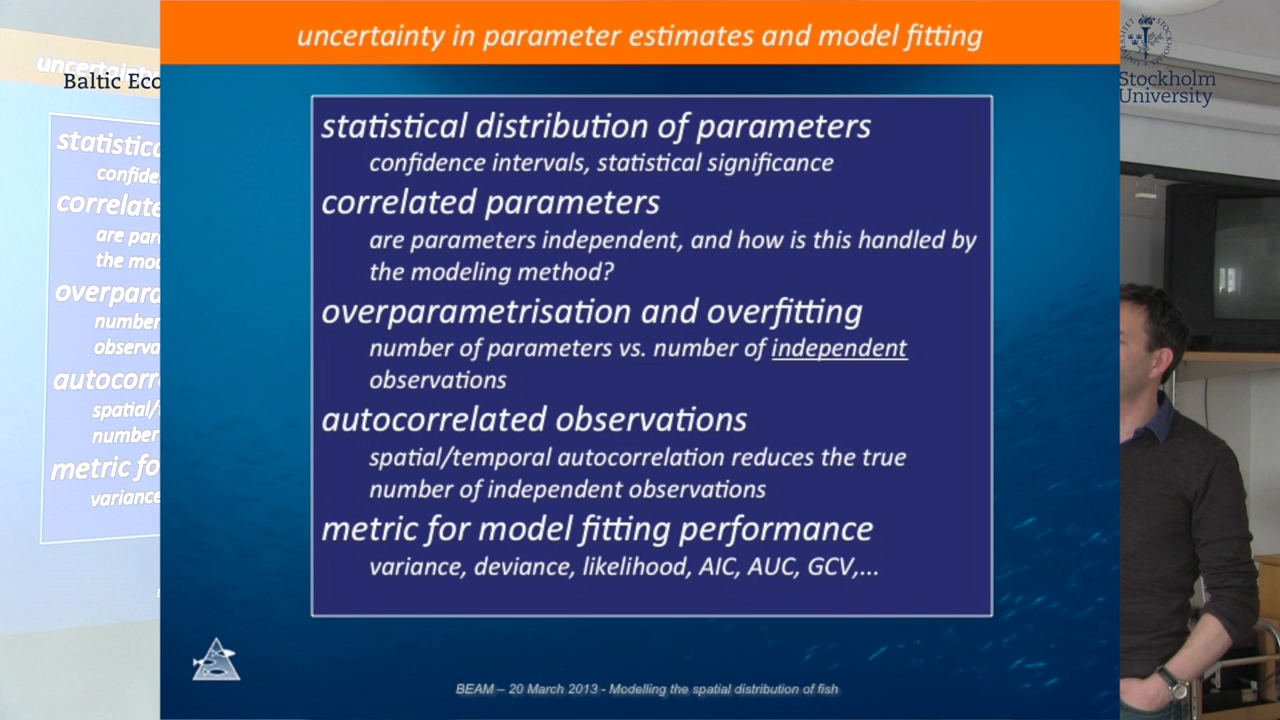 uncertainty in parameter estimates and model fitting
Baltic Eco
Stockholm
University
statistical distribution of parameters
confidence intervals, statistical significance
correlated parameters
are parameters independent, and how is this handled by
the modeling method?
overparametrisation and overfitting
number of parameters vs. number of independent
observations
autocorrelated observations
spatial/temporal autocorrelation reduces the true
number of independent observations
metric for model fitting performance
variance, deviance, likelihood, AIC, AUC, GCV,...
BEAM – 20 March 2013 - Modelling the spatial distribution of fish
statistic
confide
correlate
are par
the mod
overpar
number
observa
autocorr
spatial/
number
metric fo
variance